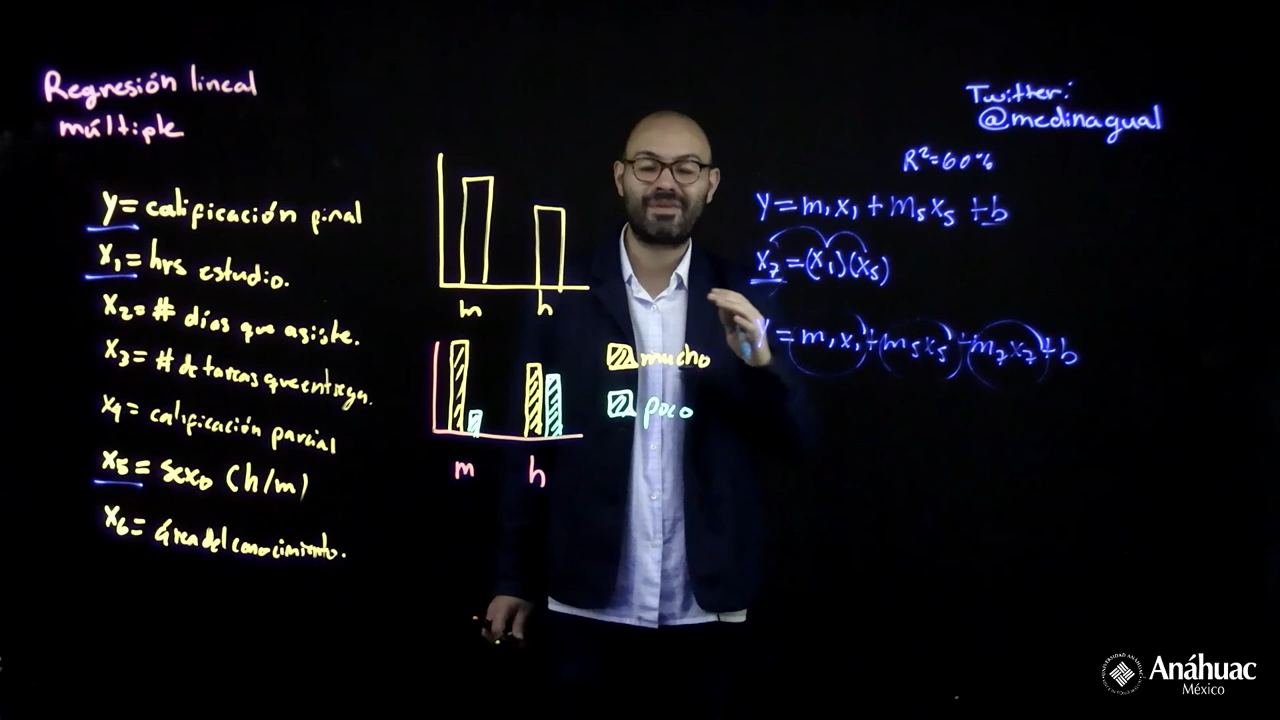 Regresión lineal
múltiple
y = calificación final
x₁ = hrs estudio.
x₂ = # días que asiste.
x₃ = # de tareas que entrega.
x₄ = calificación parcial
x₅ = sexo (h/m)
x₆ = área del conocimiento.
m h
mucho
poco
m h
Twitter:
@medinagual
R²=60%
y = m₁x₁ + m₅x₅ + b
x₇ = (x₁)(x₅)
y = m₁x₁ + m₅x₅ + m₇x₇ + b
Anáhuac
México